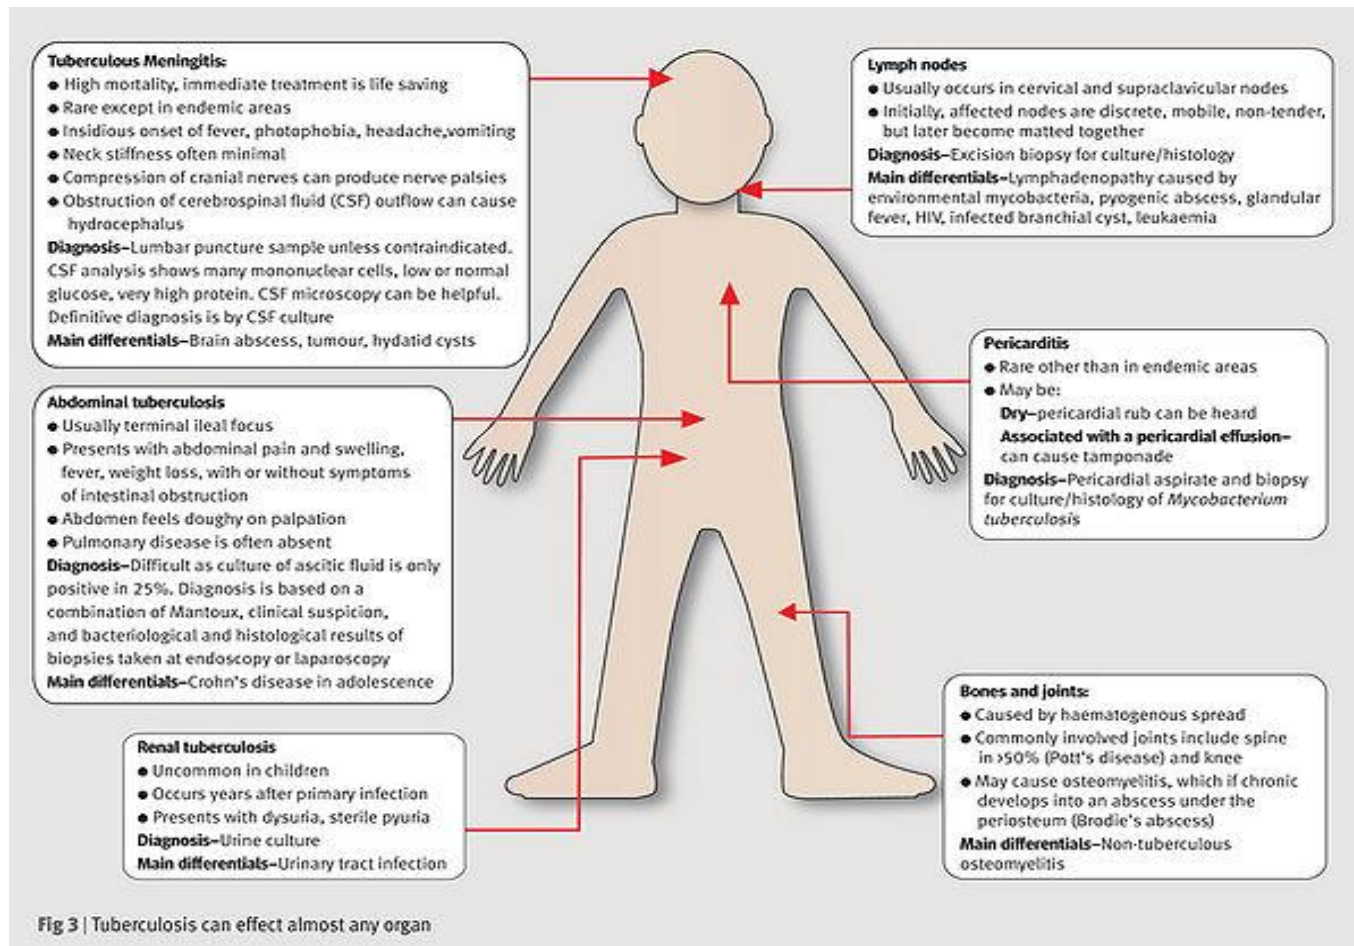 Tuberculous Meningitis:
● High mortality, immediate treatment is life saving
● Rare except in endemic areas
● Insidious onset of fever, photophobia, headache,vomiting
● Neck stiffness often minimal
● Compression of cranial nerves can produce nerve palsies
● Obstruction of cerebrospinal fluid (CSF) outflow can cause
hydrocephalus
Diagnosis–Lumbar puncture sample unless contraindicated.
CSF analysis shows many mononuclear cells, low or normal
glucose, very high protein. CSF microscopy can be helpful.
Definitive diagnosis is by CSF culture
Main differentials–Brain abscess, tumour, hydatid cysts
Lymph nodes
● Usually occurs in cervical and supraclavicular nodes
● Initially, affected nodes are discrete, mobile, non-tender,
but later become matted together
Diagnosis–Excision biopsy for culture/histology
Main differentials–Lymphadenopathy caused by
environmental mycobacteria, pyogenic abscess, glandular
fever, HIV, infected branchial cyst, leukaemia
Pericarditis
● Rare other than in endemic areas
● May be:
Dry–pericardial rub can be heard
Associated with a pericardial effusion–
can cause tamponade
Diagnosis–Pericardial aspirate and biopsy
for culture/histology of Mycobacterium
tuberculosis
Abdominal tuberculosis
● Usually terminal ileal focus
● Presents with abdominal pain and swelling,
fever, weight loss, with or without symptoms
of intestinal obstruction
● Abdomen feels doughy on palpation
● Pulmonary disease is often absent
Diagnosis–Difficult as culture of ascitic fluid is only
positive in 25%. Diagnosis is based on a
combination of Mantoux, clinical suspicion,
and bacteriological and histological results of
biopsies taken at endoscopy or laparoscopy
Main differentials–Crohn's disease in adolescence
Bones and joints:
● Caused by haematogenous spread
● Commonly involved joints include spine
in >50% (Pott's disease) and knee
● May cause osteomyelitis, which if chronic
develops into an abscess under the
periosteum (Brodie's abscess)
Main differentials–Non-tuberculous
osteomyelitis
Renal tuberculosis
● Uncommon in children
● Occurs years after primary infection
● Presents with dysuria, sterile pyuria
Diagnosis–Urine culture
Main differentials–Urinary tract infection
Fig 3 | Tuberculosis can effect almost any organ